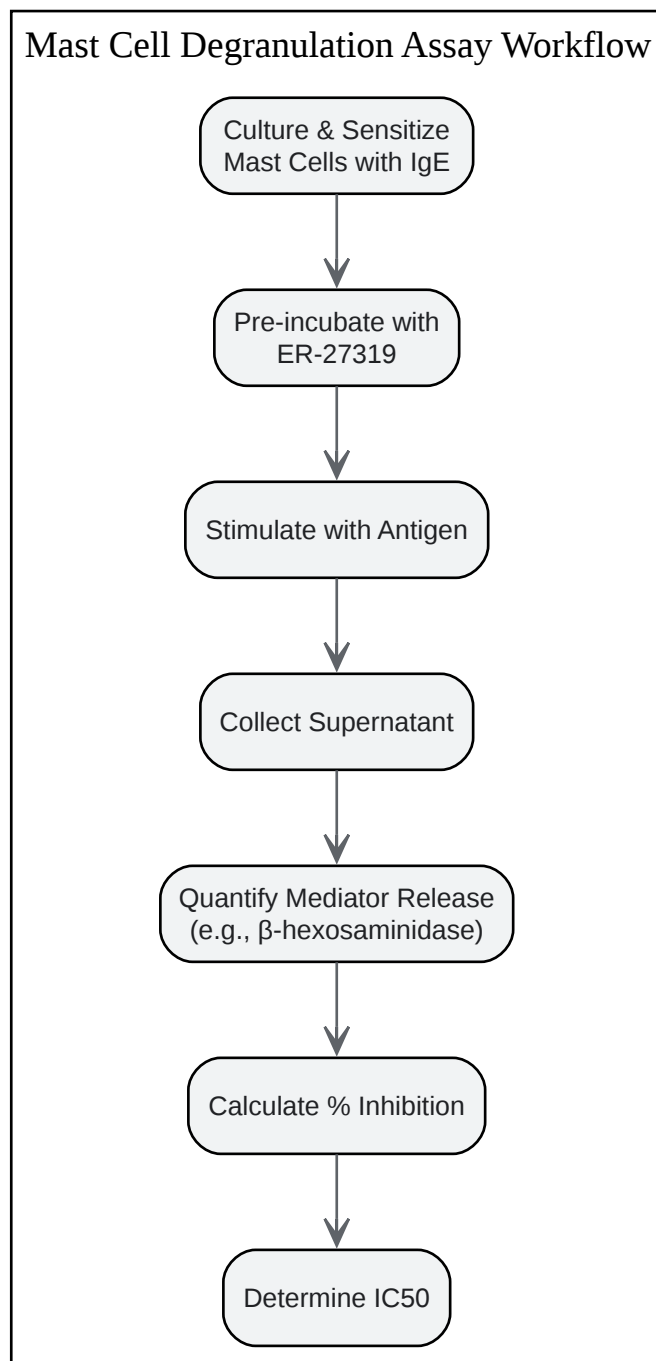 Mast Cell Degranulation Assay Workflow
Culture & Sensitize
Mast Cells with IgE
Pre-incubate with
ER-27319
Stimulate with Antigen
Collect Supernatant
Quantify Mediator Release
(e.g., β-hexosaminidase)
Calculate % Inhibition
Determine IC50